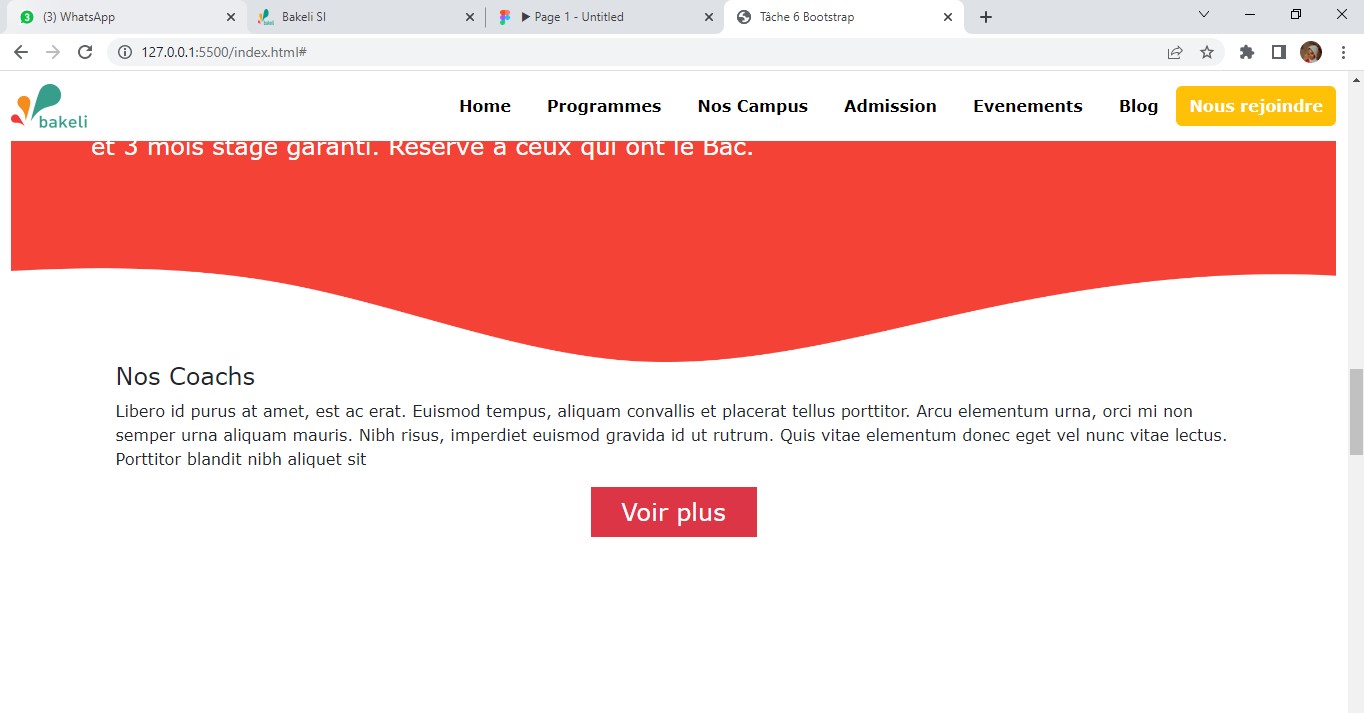 3
(3) WhatsApp
Bakeli SI
Page 1 - Untitled
Tâche 6 Bootstrap
127.0.0.1:5500/index.html#
bakeli
Home
Programmes
Nos Campus
Admission
Evenements
Blog
Nous rejoindre
et 3 mois stage garanti. Réservé à ceux qui ont le Bac.
Nos Coachs
Libero id purus at amet, est ac erat. Euismod tempus, aliquam convallis et placerat tellus porttitor. Arcu elementum urna, orci mi non
semper urna aliquam mauris. Nibh risus, imperdiet euismod gravida id ut rutrum. Quis vitae elementum donec eget vel nunc vitae lectus.
Porttitor blandit nibh aliquet sit
Voir plus